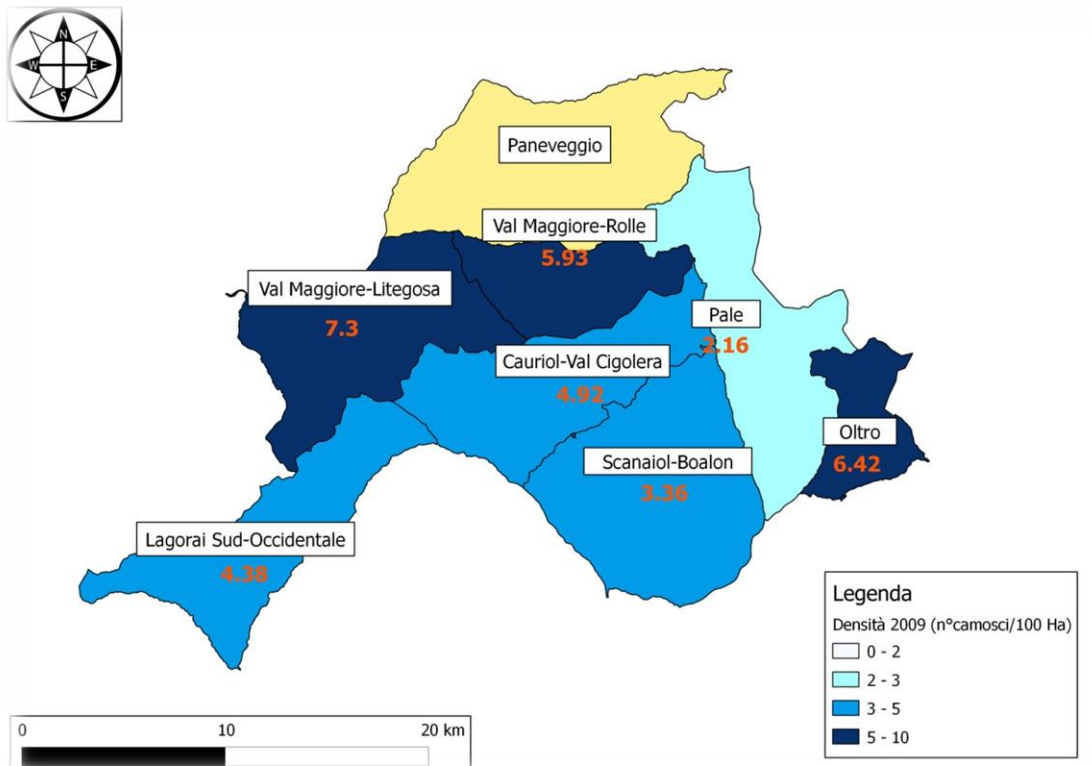 N
W E
S
Paneveggio
Val Maggiore-Rolle
5.93
Val Maggiore-Litegosa
7.3
Pale
2.16
Cauriol-Val Cigolera
4.92
Oltro
6.42
Scanaiol-Boalon
3.36
Lagorai Sud-Occidentale
4.38
Legenda
Densità 2009 (n°camosci/100 Ha)
0 - 2
2 - 3
3 - 5
5 - 10
0 10 20 km